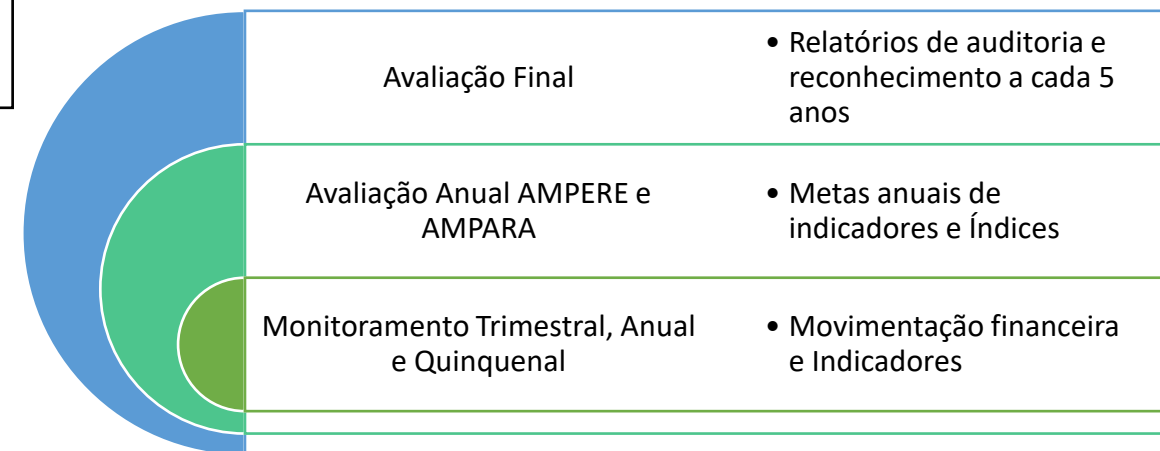 Avaliação Final
• Relatórios de auditoria e
reconhecimento a cada 5
anos
Avaliação Anual AMPERE e
AMPARA
• Metas anuais de
indicadores e Índices
Monitoramento Trimestral, Anual
e Quinquenal
• Movimentação financeira
e Indicadores